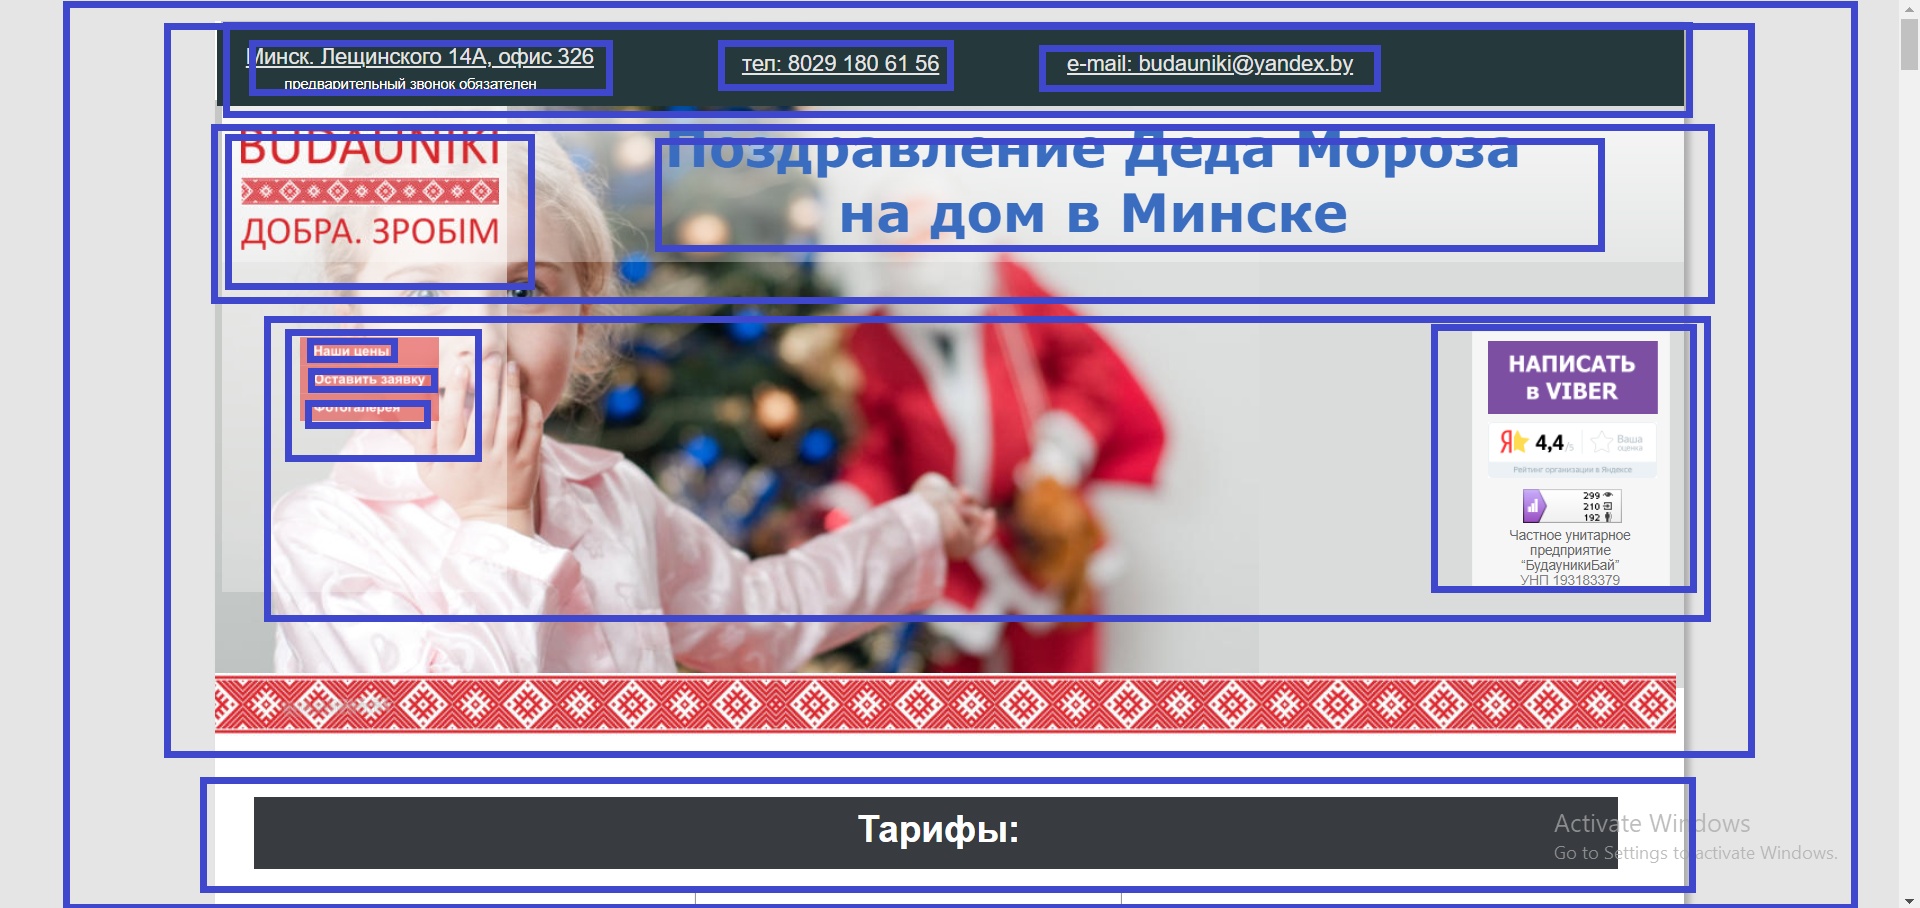 Минск. Лещинского 14А, офис 326
предварительный звонок обязателен
тел: 8029 180 61 56
e-mail: budauniki@yandex.by
BUDAUNIKI
ДОБРА. ЗРОБІМ
Поздравление Деда Мороза
на дом в Минске
Наши цены
Оставить заявку
Фотогалерея
НАПИСАТЬ
в VIBER
Я 4,4/5 Ваша оценка
Рейтинг организации в Яндексе
299
210
192
Частное унитарное
предприятие
“БудауникиБай”
УНП 193183379
Тарифы:
Activate Windows
Go to Settings to activate Windows.